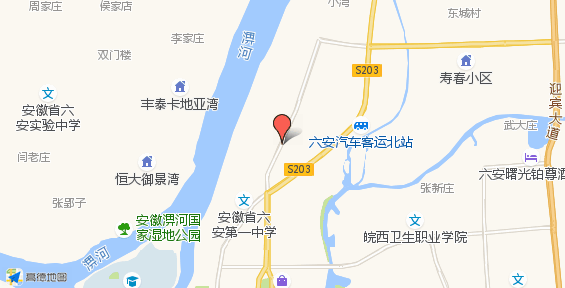 周家庄
侯家店
小湾
东城村
李家庄
淠河
双门楼
S203
寿春小区
迎宾大道
安徽省六
安实验中学
丰泰卡地亚湾
六安汽车客运北站
武大庄
闫老庄
恒大御景湾
S203
六安曙光铂尊酒
张郢子
安徽省六
安第一中学
张新庄
安徽淠河国
家湿地公园
皖西卫生职业学院
淠河
高德地图